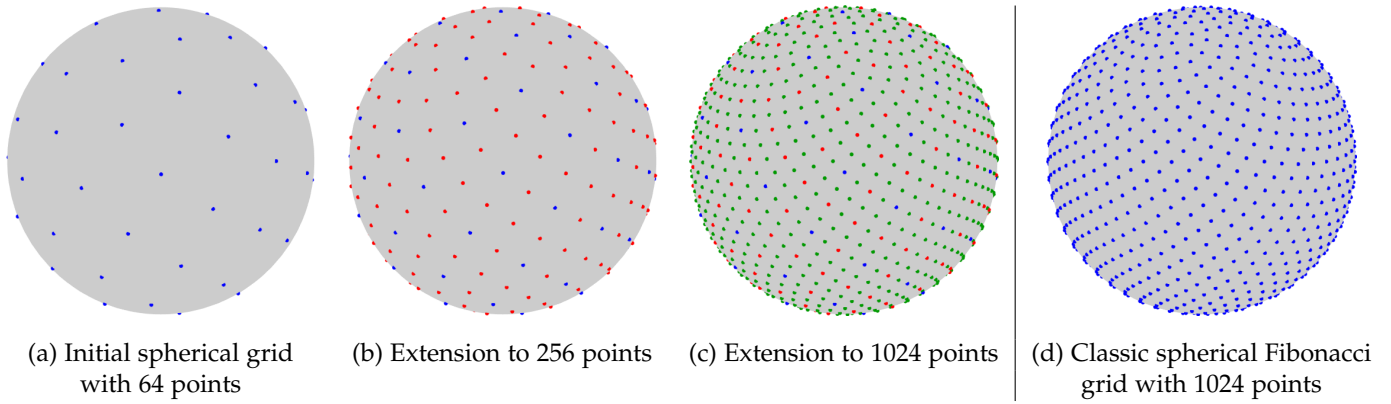 (a) Initial spherical grid
with 64 points
(b) Extension to 256 points
(c) Extension to 1024 points
(d) Classic spherical Fibonacci
grid with 1024 points